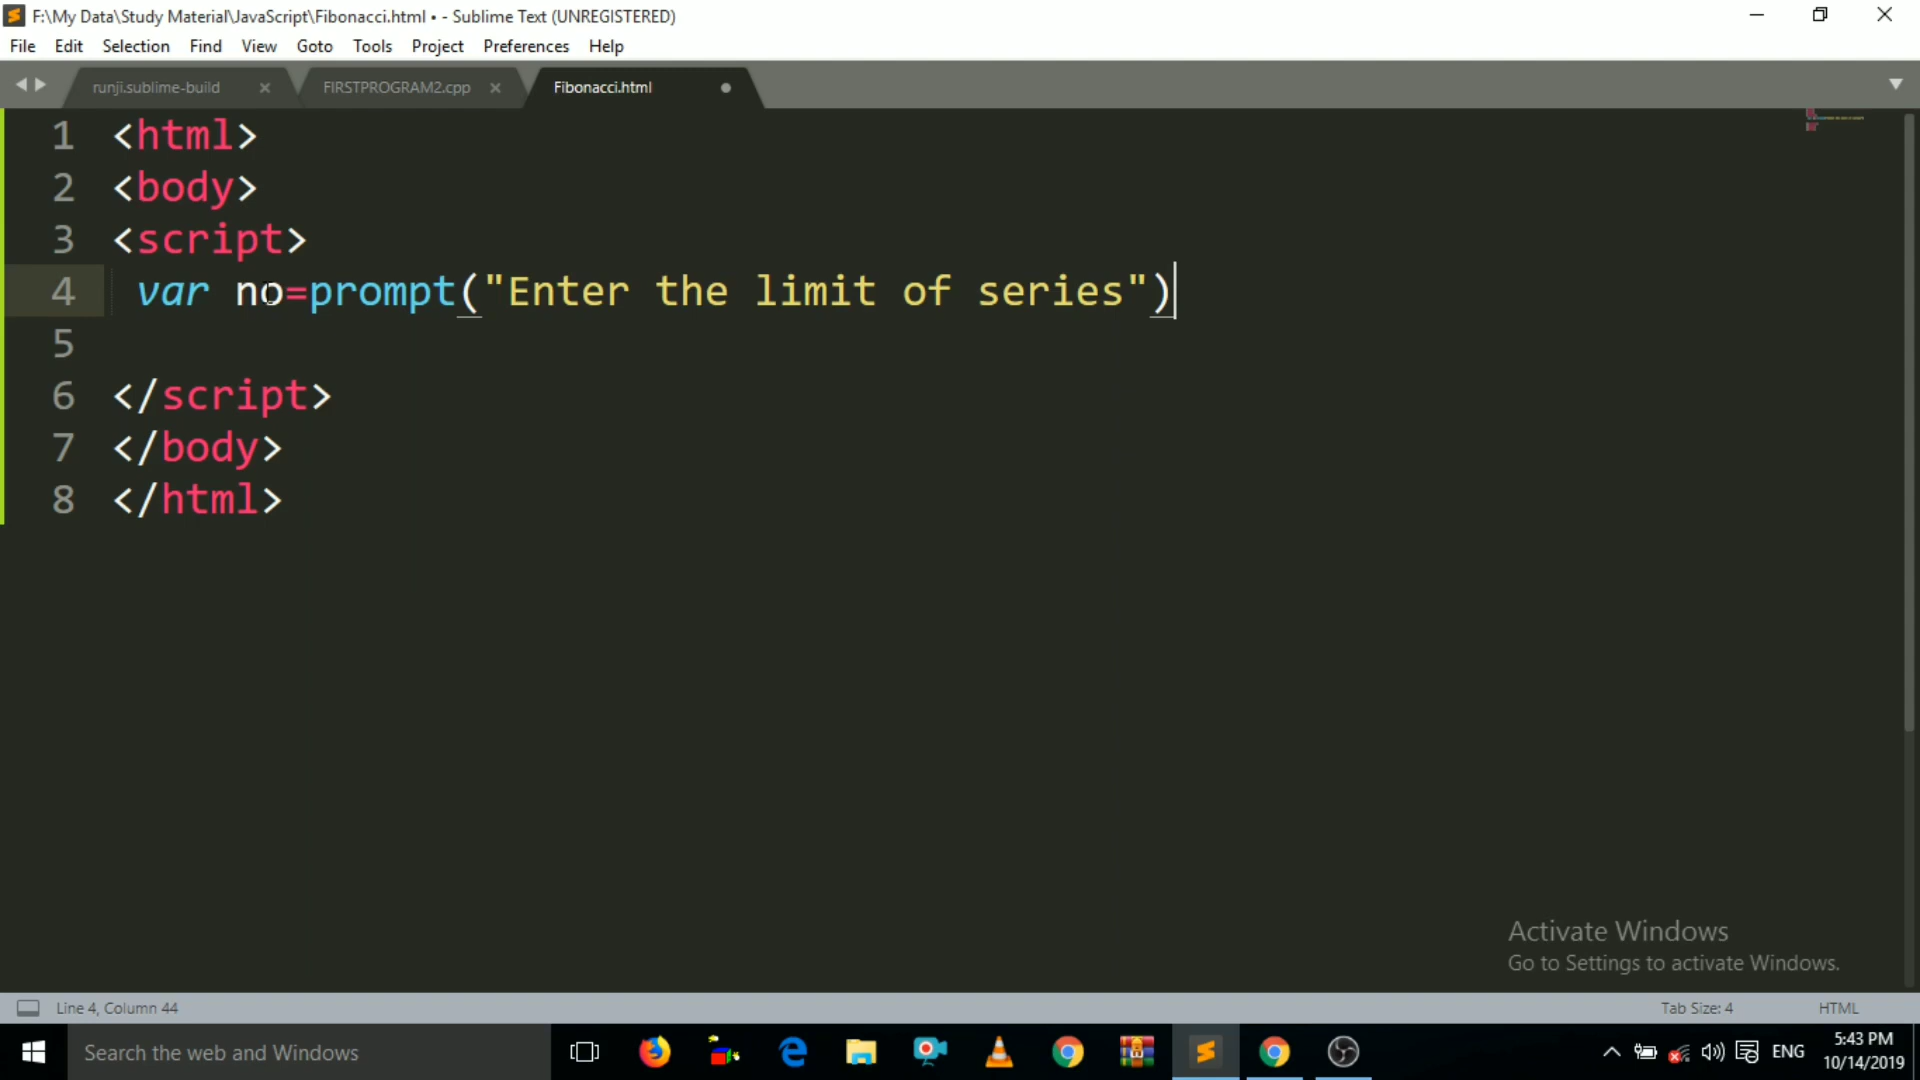 F:\My Data\Study Material\JavaScript\Fibonacci.html • - Sublime Text (UNREGISTERED)
File Edit Selection Find View Goto Tools Project Preferences Help
runji.sublime-build FIRSTPROGRAM2.cpp Fibonacci.html
1 <html>
2 <body>
3 <script>
4 var no=prompt("Enter the limit of series")
5
6 </script>
7 </body>
8 </html>
Activate Windows
Go to Settings to activate Windows.
Line 4, Column 44 Tab Size: 4 HTML
Search the web and Windows ENG 5:43 PM
10/14/2019